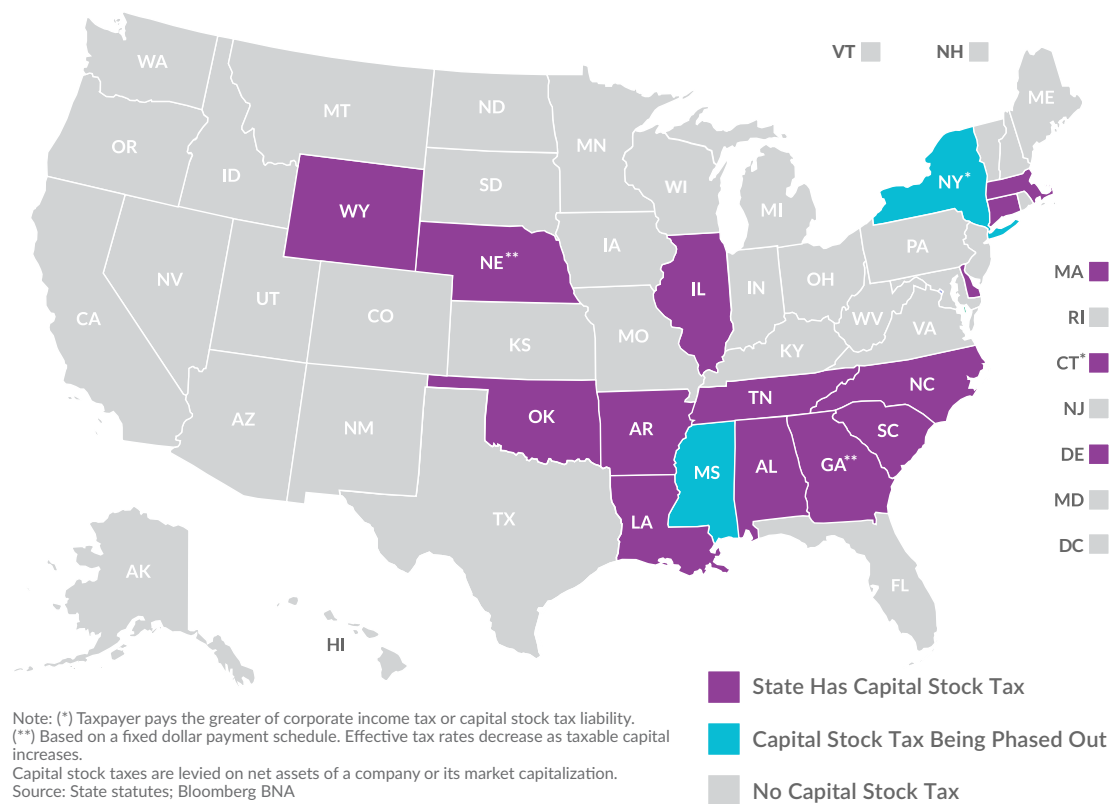 VT
NH
WA
MT
ND
MN
ME
OR
ID
SD
WI
MI
NY*
WY
NE**
IA
PA
NV
UT
CO
IL
IN
OH
MA
CA
KS
MO
WV
VA
RI
KY
CT*
AZ
NM
OK
AR
TN
NC
NJ
SC
DE
TX
LA
MS
AL
GA**
MD
DC
AK
HI
FL
State Has Capital Stock Tax
Capital Stock Tax Being Phased Out
No Capital Stock Tax
Note: (*) Taxpayer pays the greater of corporate income tax or capital stock tax liability.
(**) Based on a fixed dollar payment schedule. Effective tax rates decrease as taxable capital
increases.
Capital stock taxes are levied on net assets of a company or its market capitalization.
Source: State statutes; Bloomberg BNA